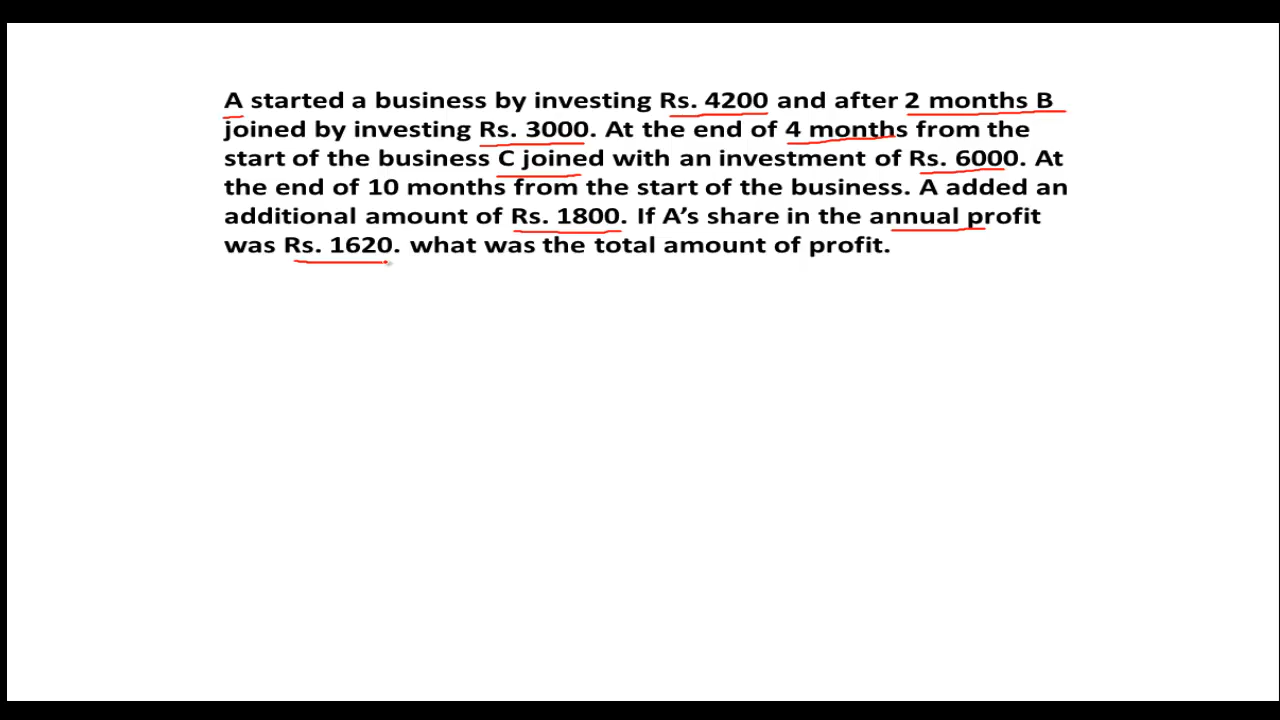 A started a business by investing Rs. 4200 and after 2 months B
joined by investing Rs. 3000. At the end of 4 months from the
start of the business C joined with an investment of Rs. 6000. At
the end of 10 months from the start of the business. A added an
additional amount of Rs. 1800. If A’s share in the annual profit
was Rs. 1620. what was the total amount of profit.